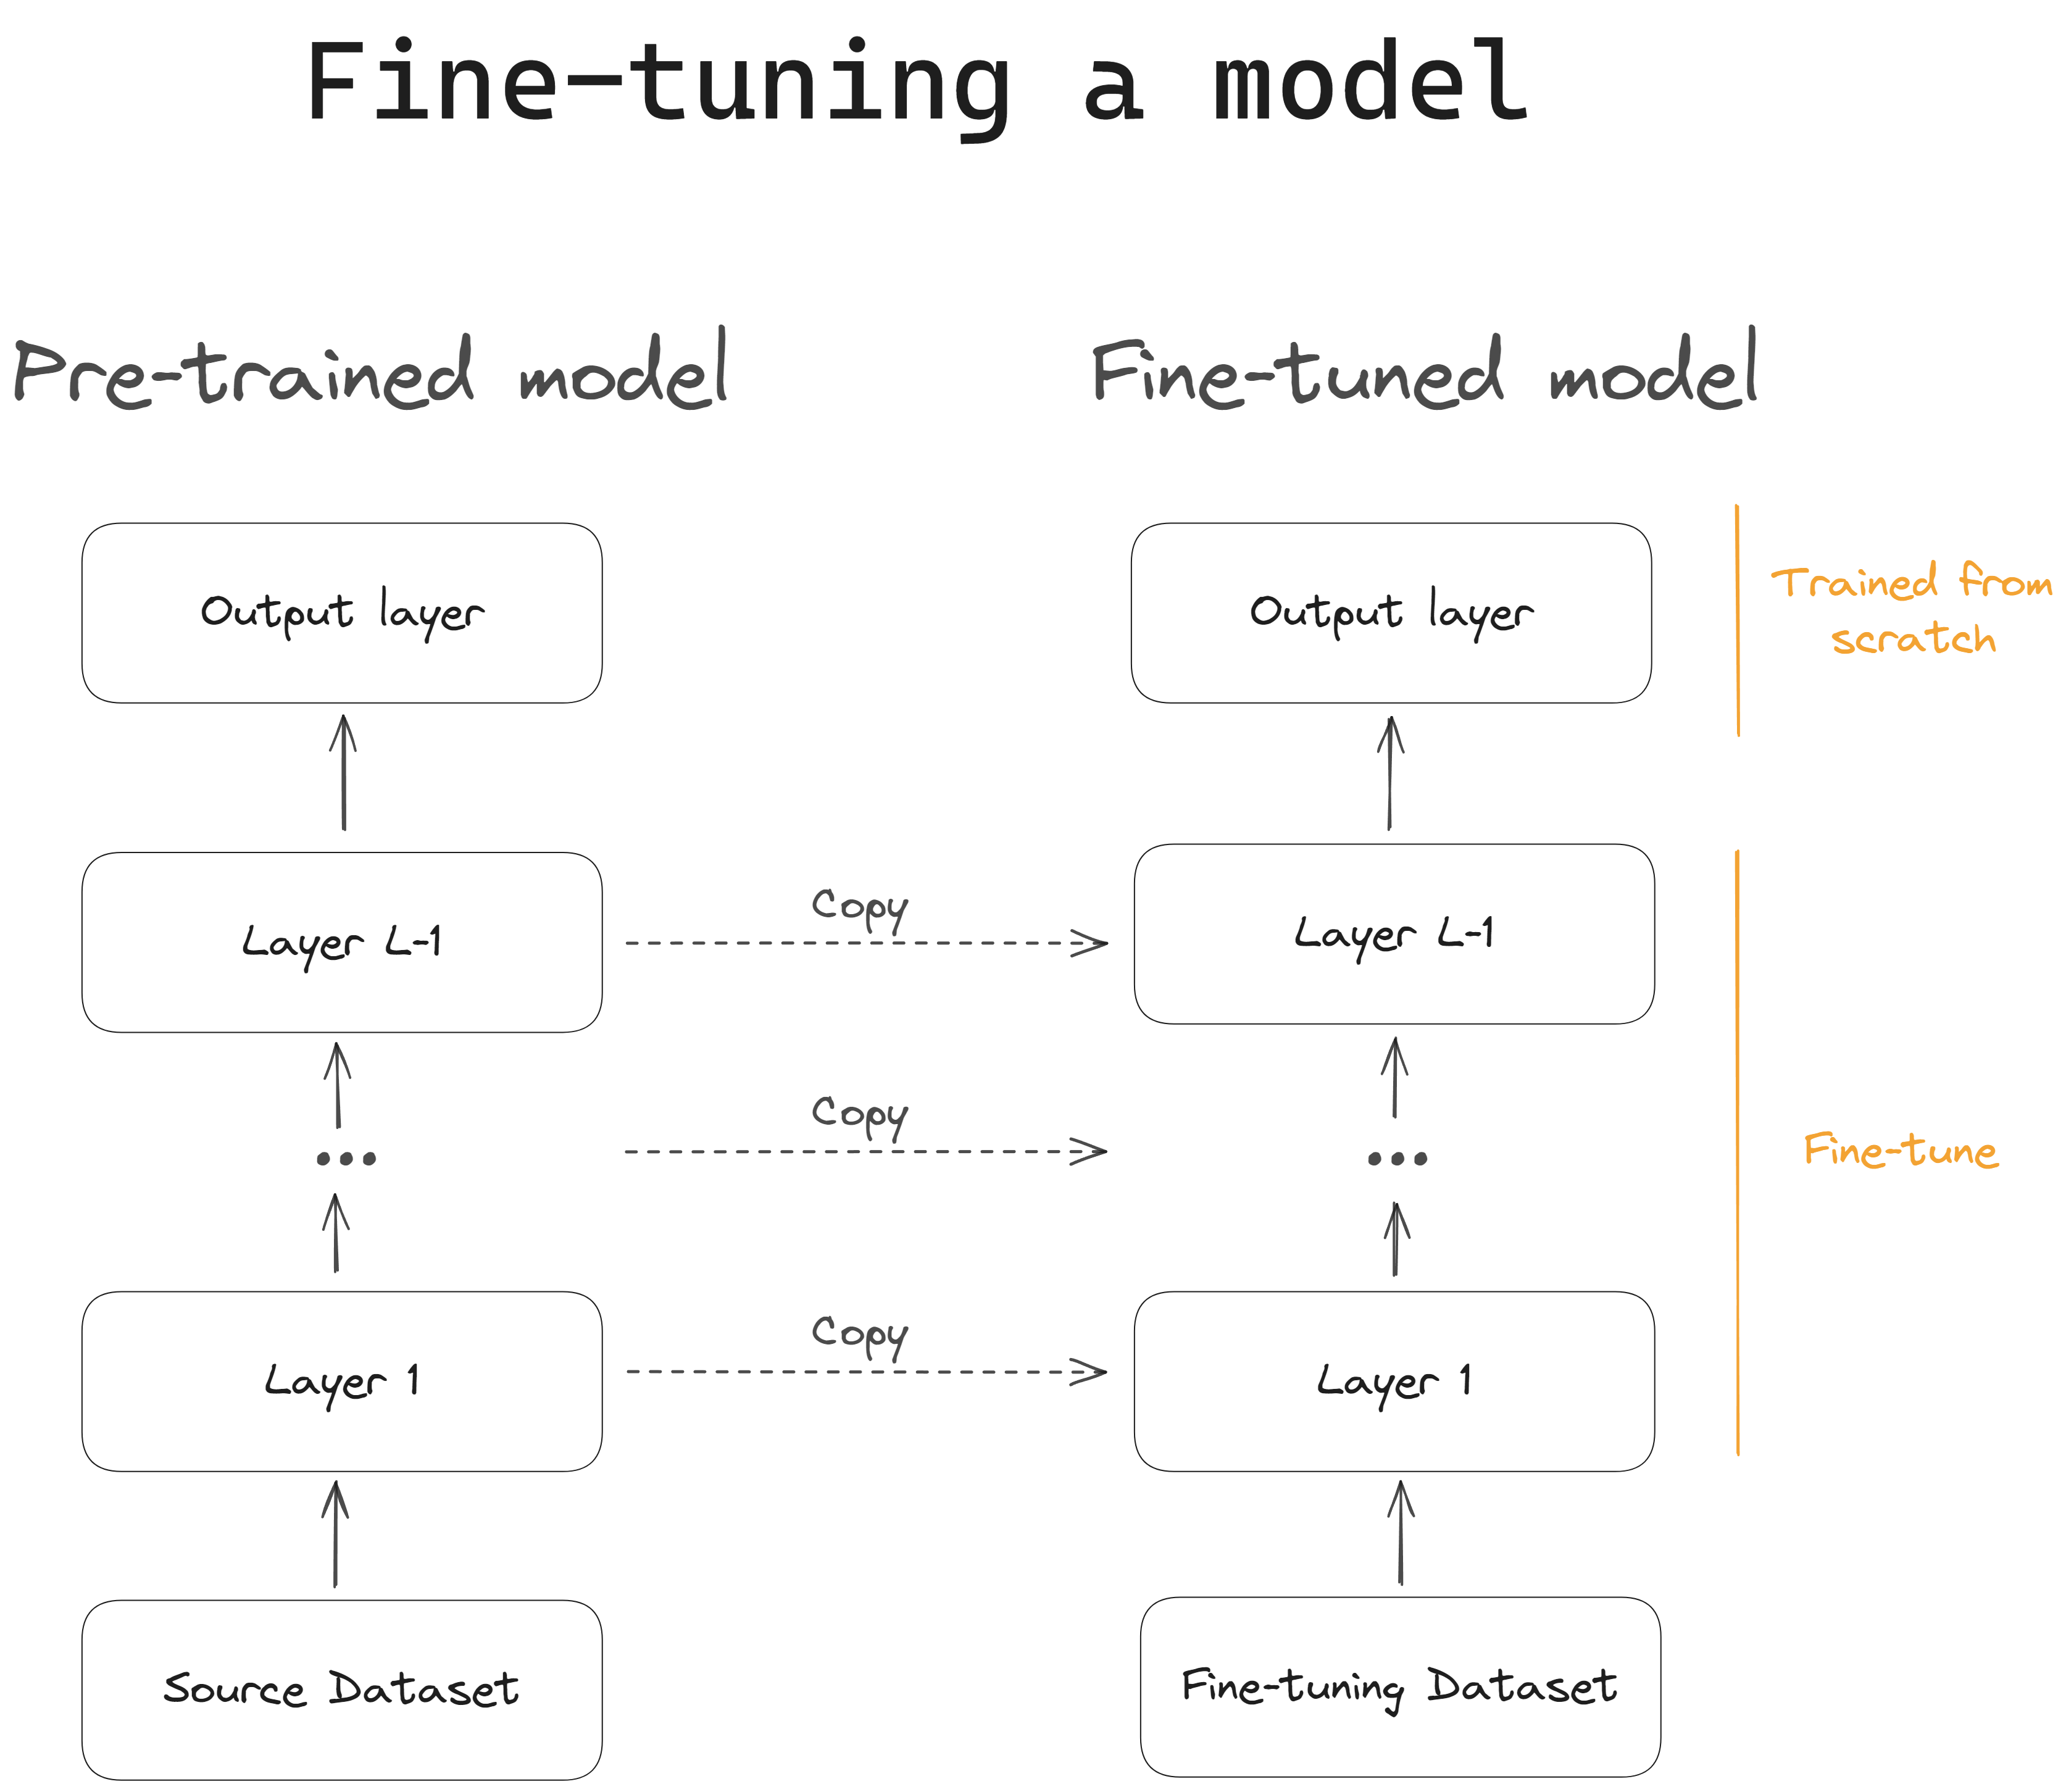 Fine-tuning a model
Pre-trained model
Fine-tuned model
Output layer
Output layer
Trained from
scratch
Layer L-1
Copy
Layer L-1
...
Copy
...
Fine-tune
Layer 1
Copy
Layer 1
Source Dataset
Fine-tuning Dataset